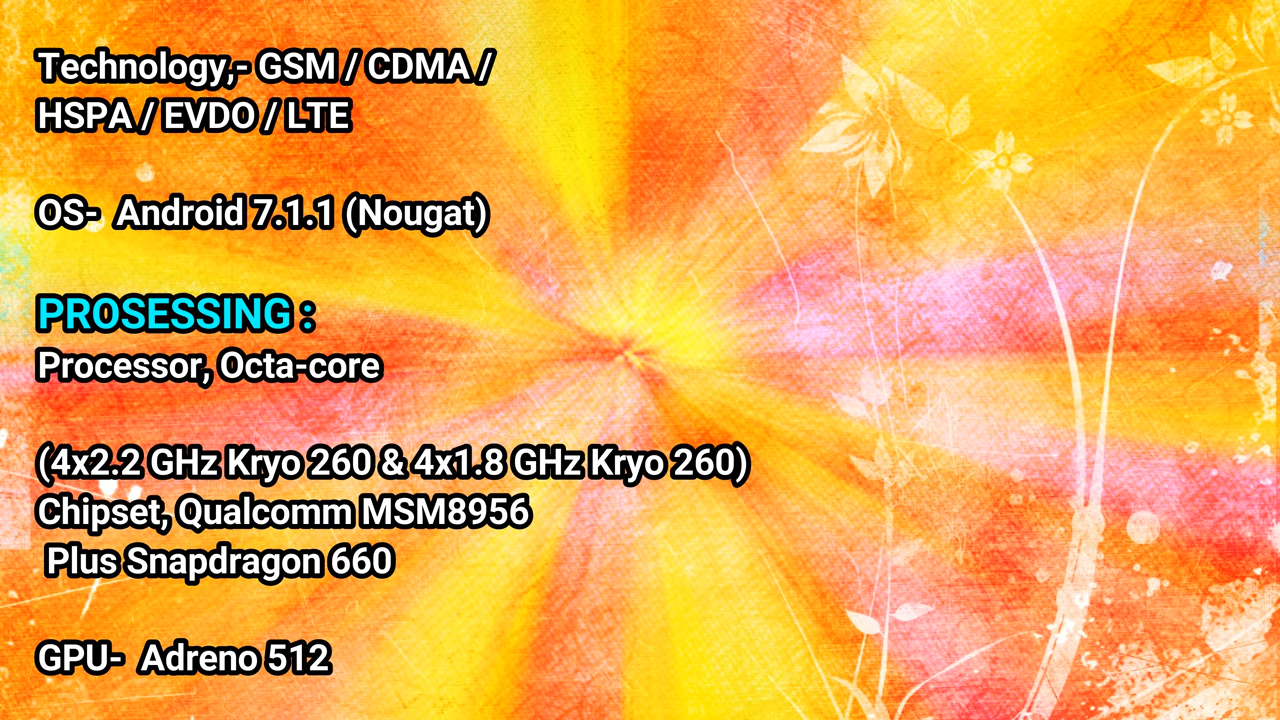 Technology,- GSM / CDMA /
HSPA / EVDO / LTE
OS- Android 7.1.1 (Nougat)
PROSESSING :
Processor, Octa-core
(4x2.2 GHz Kryo 260 & 4x1.8 GHz Kryo 260)
Chipset, Qualcomm MSM8956
Plus Snapdragon 660
GPU- Adreno 512